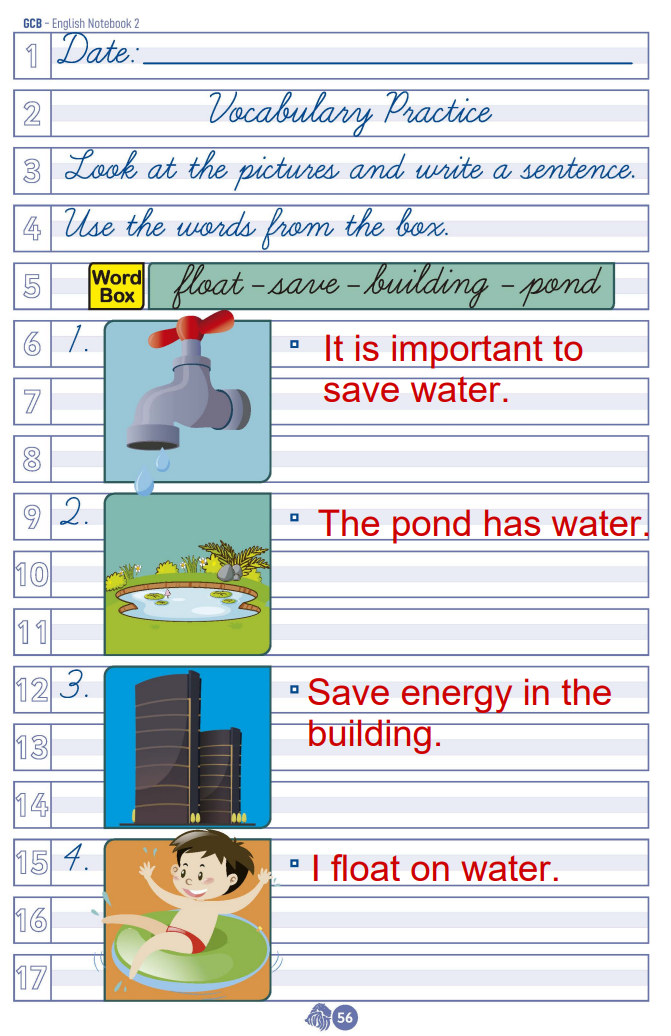 GCB - English Notebook 2
1 Date:
2 Vocabulary Practice
3 Look at the pictures and write a sentence.
4 Use the words from the box.
5 Word Box float - save - building - pond
6 1. It is important to
7 save water.
8
9 2. The pond has water.
10
11
12 3. Save energy in the
13 building.
14
15 4. I float on water.
16
17
56